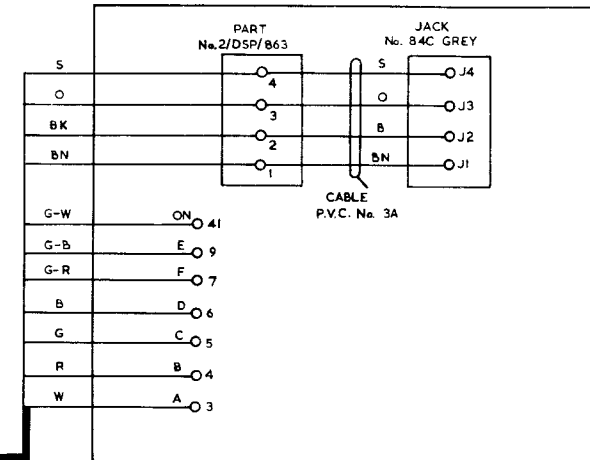 PART
No. 2/DSP/863
JACK
No. 84C GREY
S
4
S
J4
O
3
O
J3
BK
2
B
J2
BN
1
BN
J1
CABLE
P.V.C. No. 3A
G-W ON 41
G-B E 9
G-R F 7
B D 6
G C 5
R B 4
W A 3